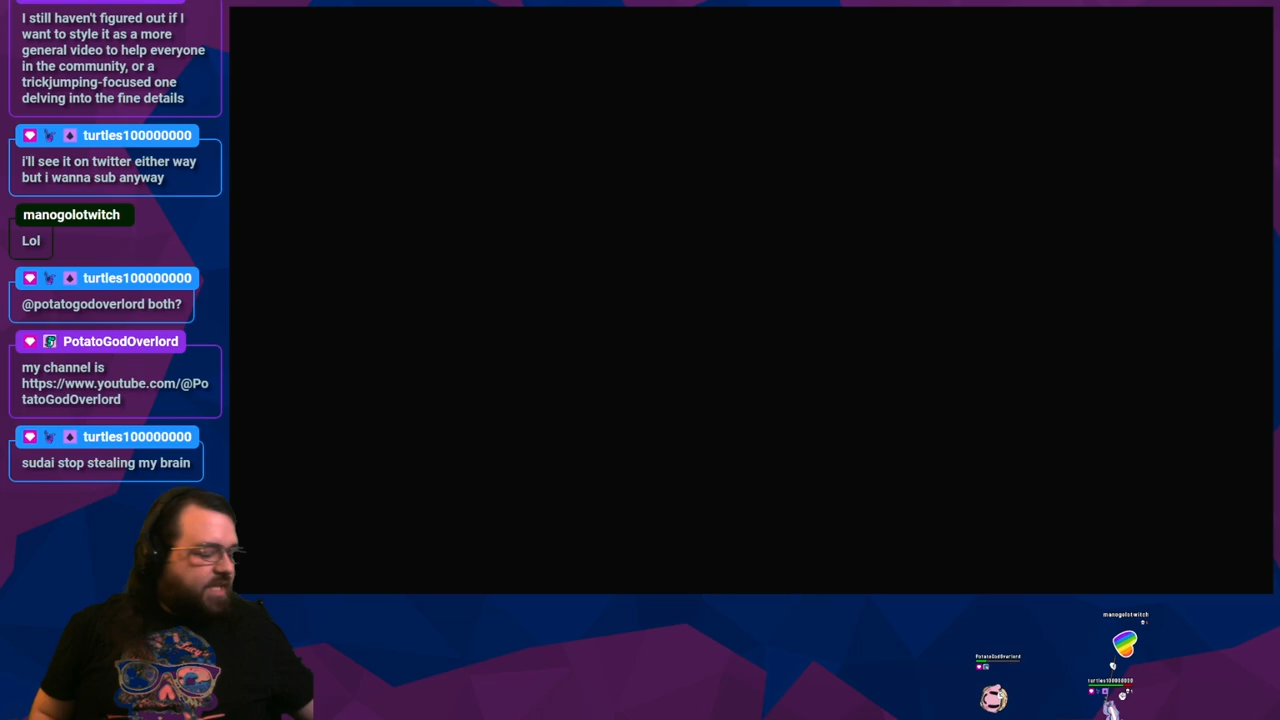 I still haven't figured out if I
want to style it as a more
general video to help everyone
in the community, or a
trickjumping-focused one
delving into the fine details
turtles100000000
i'll see it on twitter either way
but i wanna sub anyway
manogolotwitch
Lol
turtles100000000
@potatogodoverlord both?
PotatoGodOverlord
my channel is
https://www.youtube.com/@Po
tatoGodOverlord
turtles100000000
sudai stop stealing my brain
manogolotwitch
PotatoGodOverlord
turtles100000000